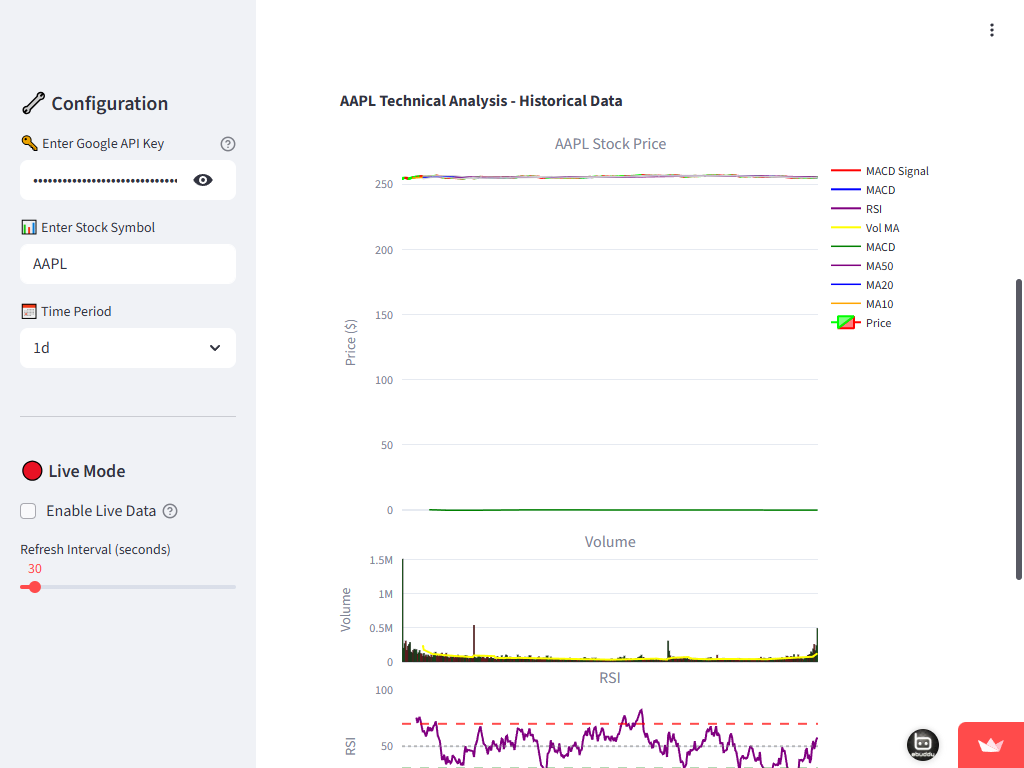 Configuration
Enter Google API Key
••••••••••••••••••••••••••••••
Enter Stock Symbol
AAPL
Time Period
1d
Live Mode
Enable Live Data
Refresh Interval (seconds)
30
AAPL Technical Analysis - Historical Data
AAPL Stock Price
Price ($)
250
200
150
100
50
0
MACD Signal
MACD
RSI
Vol MA
MACD
MA50
MA20
MA10
Price
Volume
Volume
1.5M
1M
0.5M
0
RSI
RSI
100
50
ebuddy